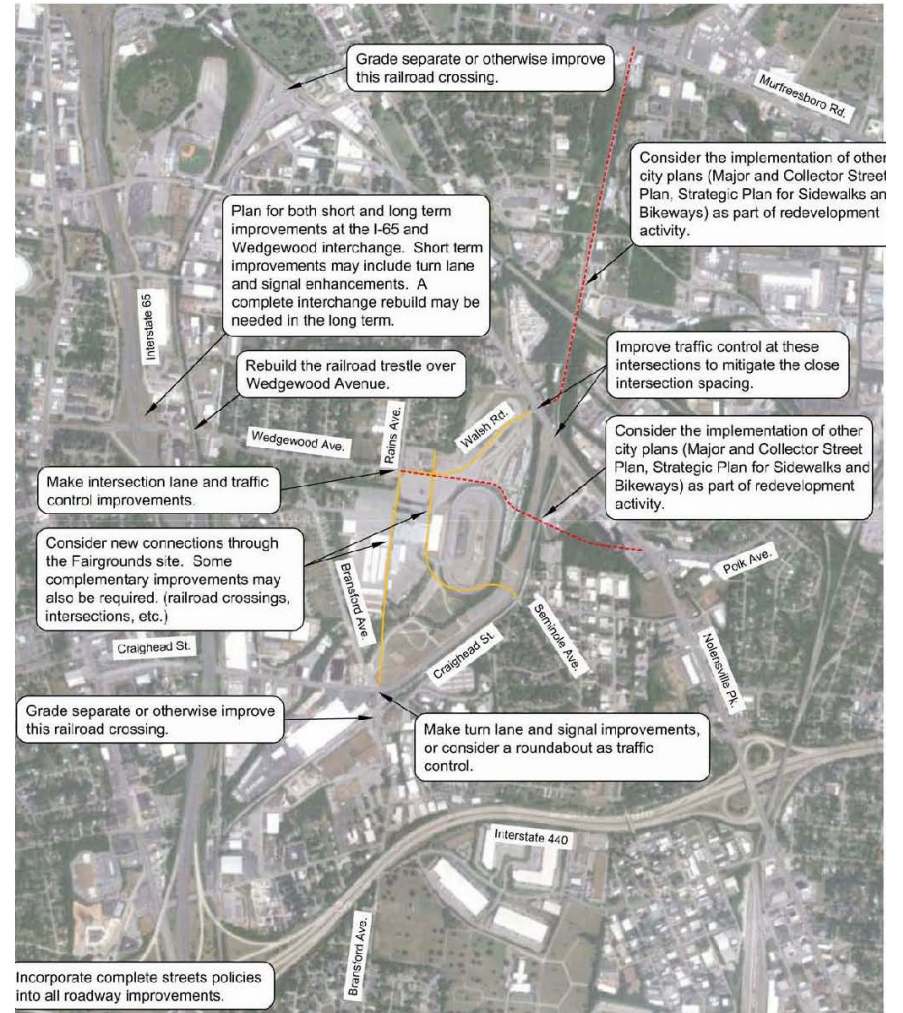 Grade separate or otherwise improve
this railroad crossing.
Murfreesboro Rd.
Consider the implementation of other
city plans (Major and Collector Street
Plan, Strategic Plan for Sidewalks an
Bikeways) as part of redevelopment
activity.
Plan for both short and long term
improvements at the I-65 and
Wedgewood interchange. Short term
improvements may include turn lane
and signal enhancements. A
complete interchange rebuild may be
needed in the long term.
Interstate 65
Improve traffic control at these
intersections to mitigate the close
intersection spacing.
Rebuild the railroad trestle over
Wedgewood Avenue.
Rains Ave.
Walsh Rd.
Wedgewood Ave.
Consider the implementation of other
city plans (Major and Collector Street
Plan, Strategic Plan for Sidewalks and
Bikeways) as part of redevelopment
activity.
Make intersection lane and traffic
control improvements.
Consider new connections through
the Fairgrounds site. Some
complementary improvements may
also be required. (railroad crossings,
intersections, etc.)
Polk Ave.
Bransford Ave.
Seminole Ave.
Craighead St.
Craighead St.
Nolensville Pk.
Grade separate or otherwise improve
this railroad crossing.
Make turn lane and signal improvements,
or consider a roundabout as traffic
control.
Interstate 440
Bransford Ave.
Incorporate complete streets policies
into all roadway improvements.